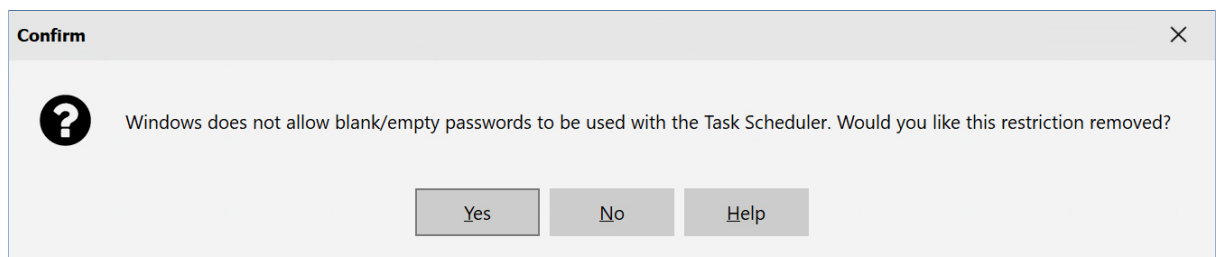 Confirm
Windows does not allow blank/empty passwords to be used with the Task Scheduler. Would you like this restriction removed?
Yes No Help